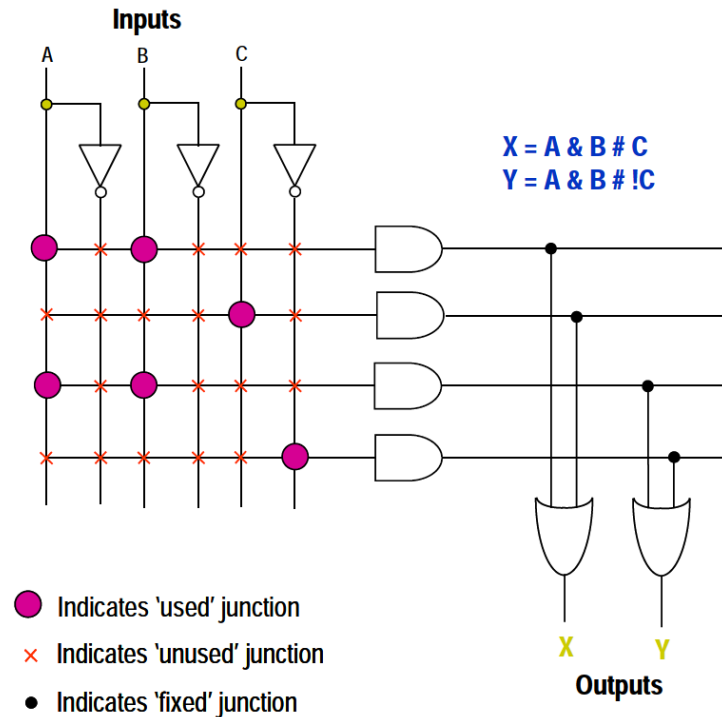 Inputs
A B C
X = A & B # C
Y = A & B # !C
Indicates ‘used’ junction
Indicates ‘unused’ junction
Indicates ‘fixed’ junction
X Y
Outputs